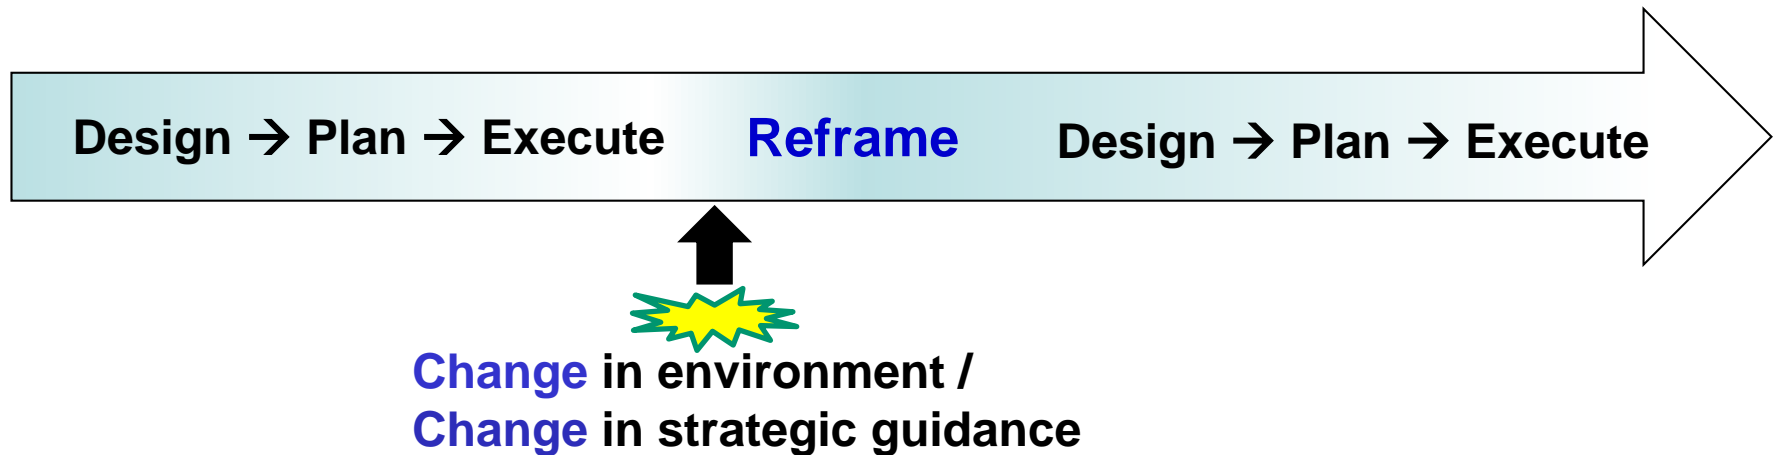 Design → Plan → Execute Reframe Design → Plan → Execute
Change in environment /
Change in strategic guidance